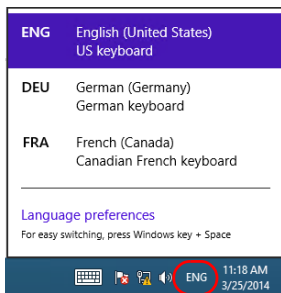 ENG English (United States)
US keyboard
DEU German (Germany)
German keyboard
FRA French (Canada)
Canadian French keyboard
Language preferences
For easy switching, press Windows key + Space
ENG 11:18 AM
3/25/2014